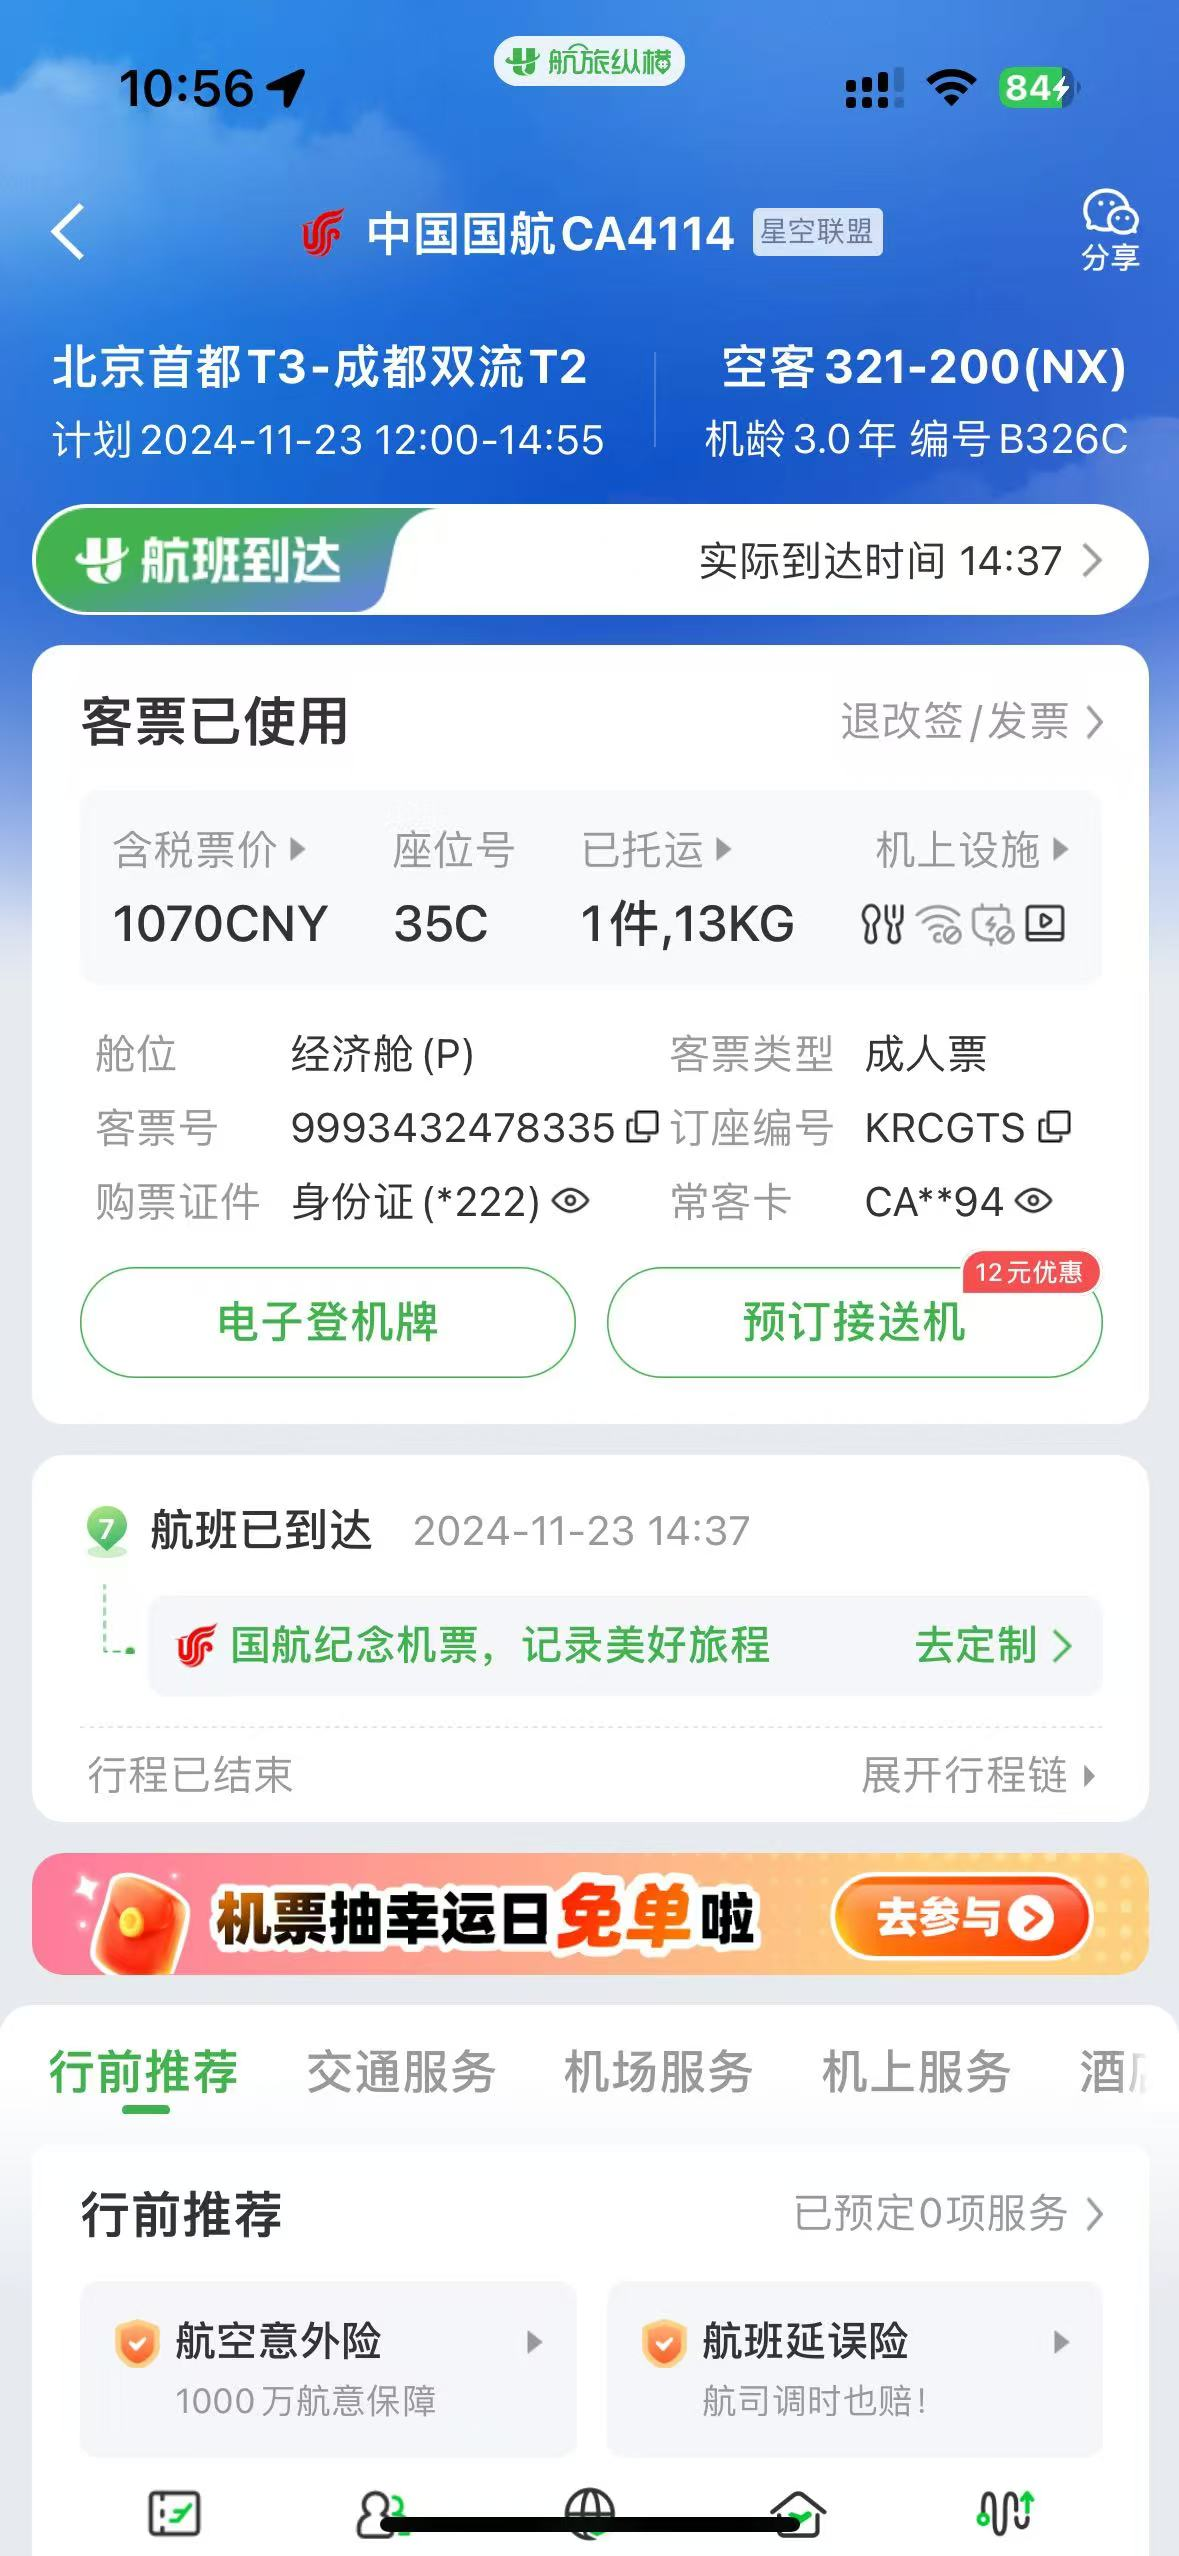 10:56
航旅纵横
84
中国国航CA4114 星空联盟
分享
北京首都T3-成都双流T2
空客321-200(NX)
计划2024-11-23 12:00-14:55
机龄3.0年 编号B326C
航班到达
实际到达时间 14:37
客票已使用
退改签/发票
含税票价 座位号 已托运 机上设施
1070CNY 35C 1件,13KG
舱位 经济舱(P) 客票类型 成人票
客票号 9993432478335 订座编号 KRCGTS
购票证件 身份证(*222) 常客卡 CA**94
12元优惠
电子登机牌 预订接送机
7 航班已到达 2024-11-23 14:37
国航纪念机票，记录美好旅程 去定制
行程已结束 展开行程链
机票抽幸运日免单啦 去参与
行前推荐 交通服务 机场服务 机上服务 酒
行前推荐 已预定0项服务
航空意外险 航班延误险
1000万航意保障 航司调时也赔!